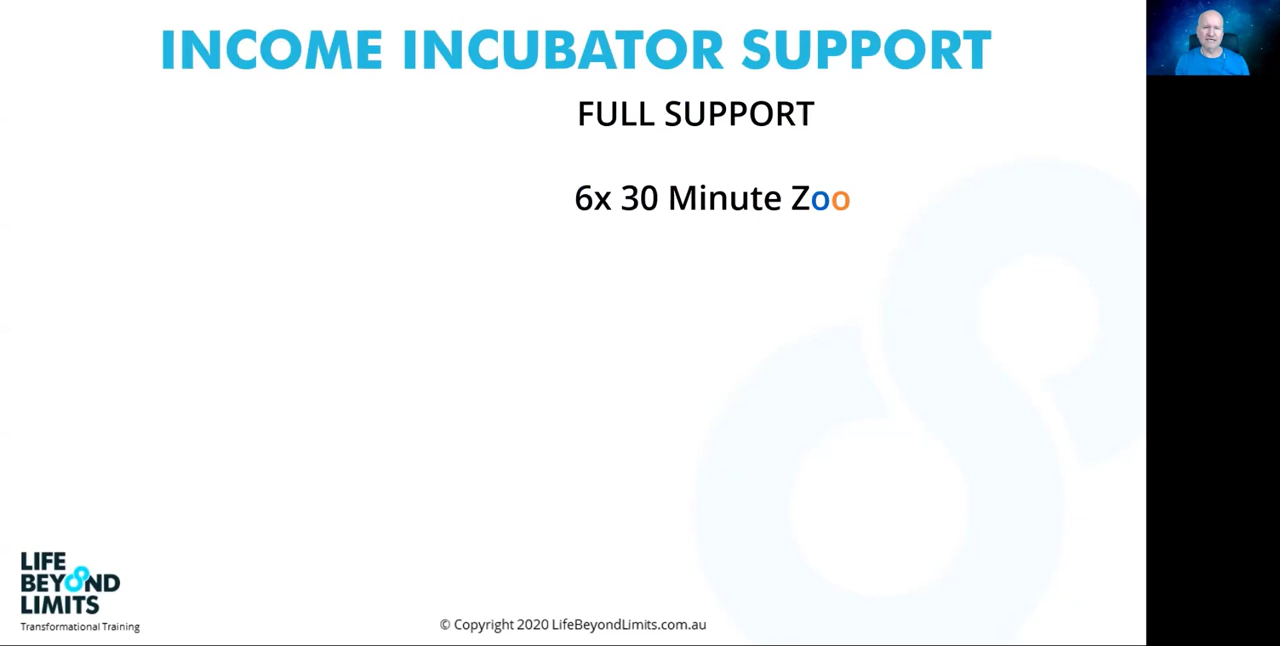 INCOME INCUBATOR SUPPORT
FULL SUPPORT
6x 30 Minute Zoo
LIFE
BEYOND
LIMITS
Transformational Training
© Copyright 2020 LifeBeyondLimits.com.au